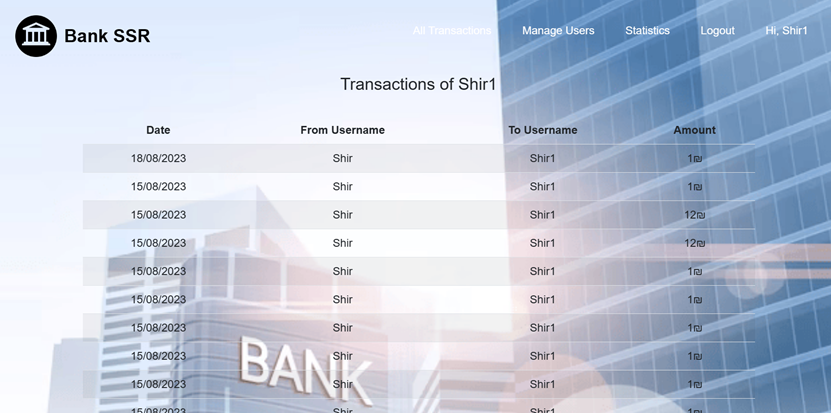 Bank SSR
All Transactions Manage Users Statistics Logout Hi, Shir1
Transactions of Shir1
Date From Username To Username Amount
18/08/2023 Shir Shir1 1₪
15/08/2023 Shir Shir1 1₪
15/08/2023 Shir Shir1 12₪
15/08/2023 Shir Shir1 12₪
15/08/2023 Shir Shir1 1₪
15/08/2023 Shir Shir1 1₪
15/08/2023 Shir Shir1 1₪
15/08/2023 Shir Shir1 1₪
15/08/2023 Shir Shir1 1₪
15/08/2023 Shir Shir1 1₪
BANK